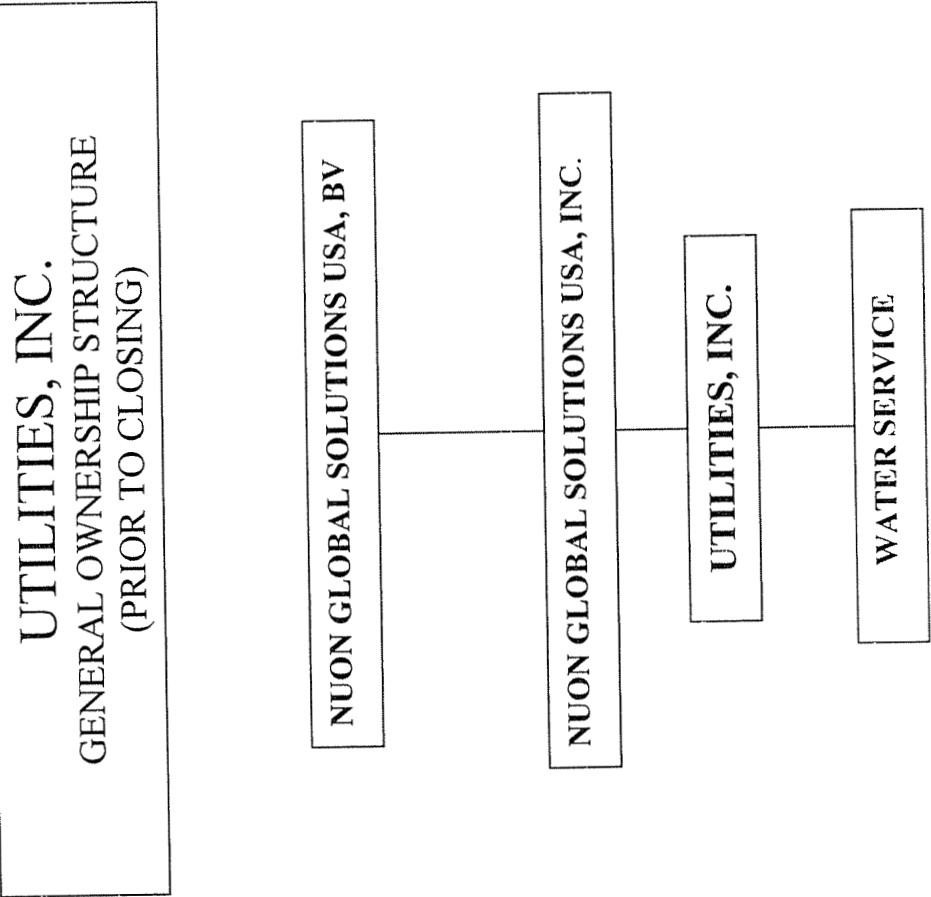 UTILITIES, INC.
GENERAL OWNERSHIP STRUCTURE
(PRIOR TO CLOSING)
NUON GLOBAL SOLUTIONS USA, BV
NUON GLOBAL SOLUTIONS USA, INC.
UTILITIES, INC.
WATER SERVICE